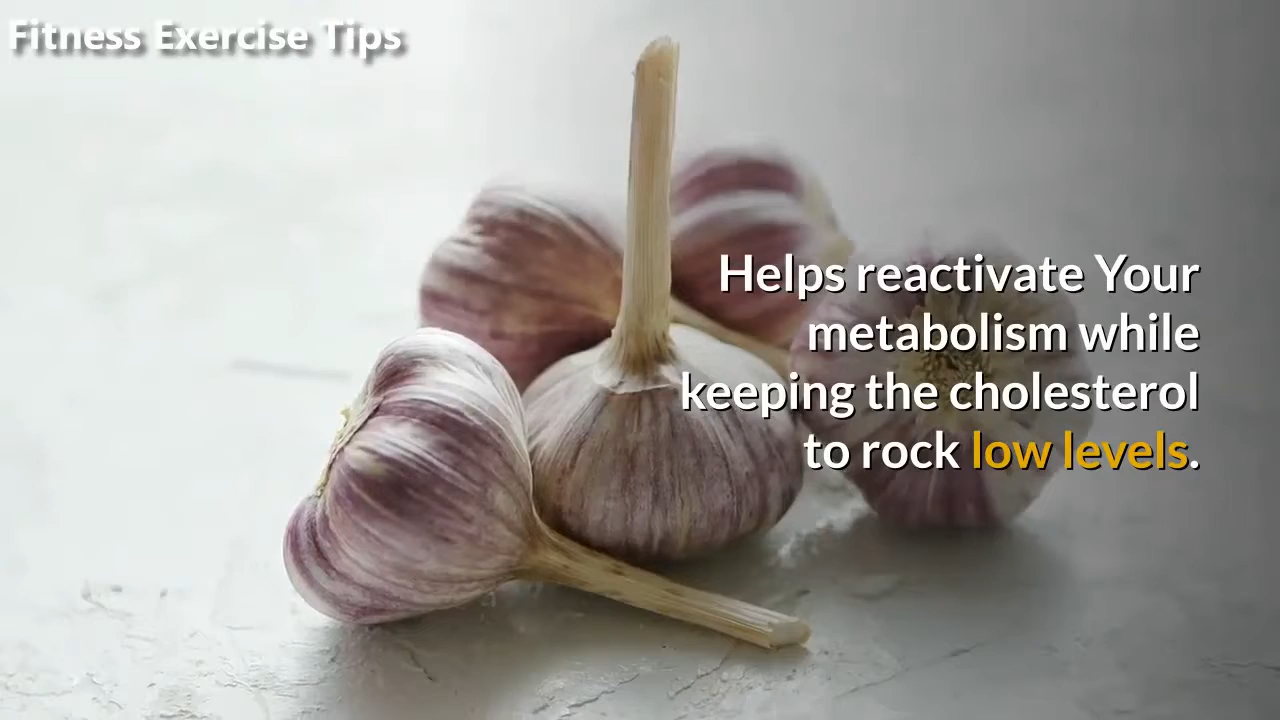 Fitness Exercise Tips
Helps reactivate Your
metabolism while
keeping the cholesterol
to rock low levels.